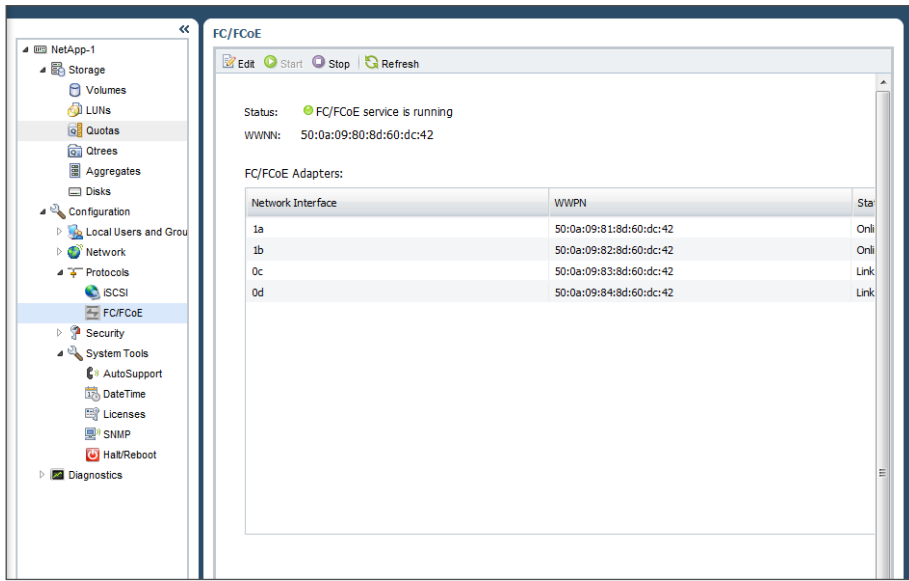 «
NetApp-1
Storage
Volumes
LUNs
Quotas
Qtrees
Aggregates
Disks
Configuration
Local Users and Grou
Network
Protocols
iSCSI
FC/FCoE
Security
System Tools
AutoSupport
DateTime
Licenses
SNMP
Halt/Reboot
Diagnostics
FC/FCoE
Edit Start Stop Refresh
Status: FC/FCoE service is running
WWNN: 50:0a:09:80:8d:60:dc:42
FC/FCoE Adapters:
Network Interface WWPN Sta
1a 50:0a:09:81:8d:60:dc:42 Onli
1b 50:0a:09:82:8d:60:dc:42 Onli
0c 50:0a:09:83:8d:60:dc:42 Link
0d 50:0a:09:84:8d:60:dc:42 Link